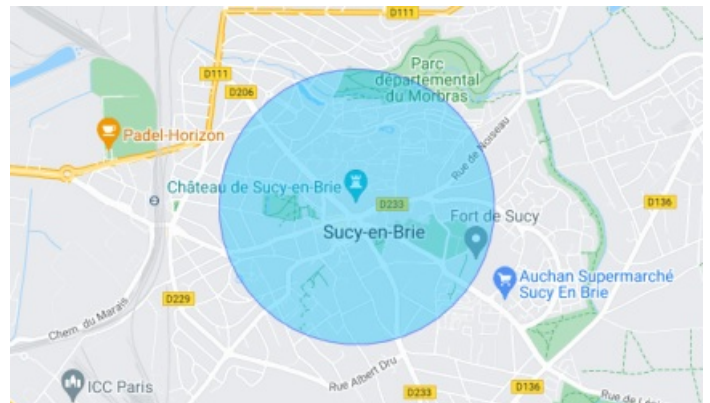 D111
Parc
départemental
du Morbras
D111
D206
Padel-Horizon
Rue de Noiseau
Château de Sucy-en-Brie
D233
D136
Fort de Sucy
Sucy-en-Brie
Auchan Supermarché
Sucy En Brie
D229
Chem. du Marais
Rue Albert Dru
ICC Paris
D233
D136
Rue de